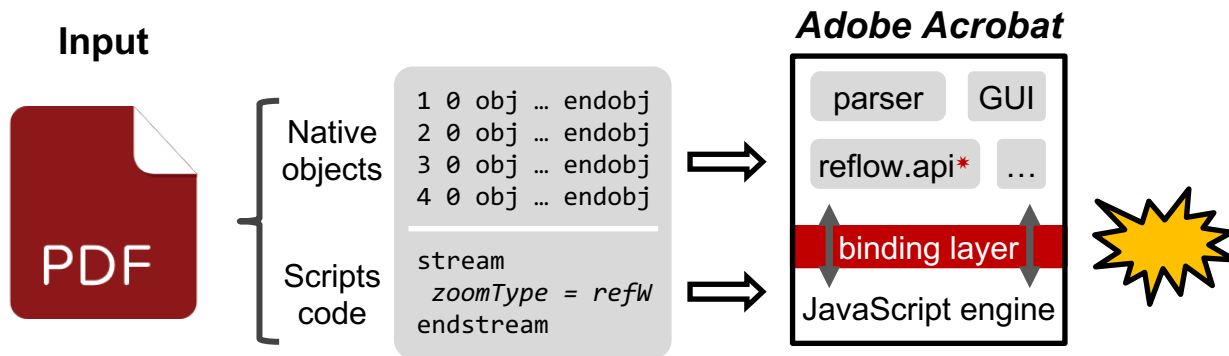 Input
PDF
Native
objects
Scripts
code
1 0 obj … endobj
2 0 obj … endobj
3 0 obj … endobj
4 0 obj … endobj
stream
zoomType = refW
endstream
Adobe Acrobat
parser
GUI
reflow.api*
…
binding layer
JavaScript engine